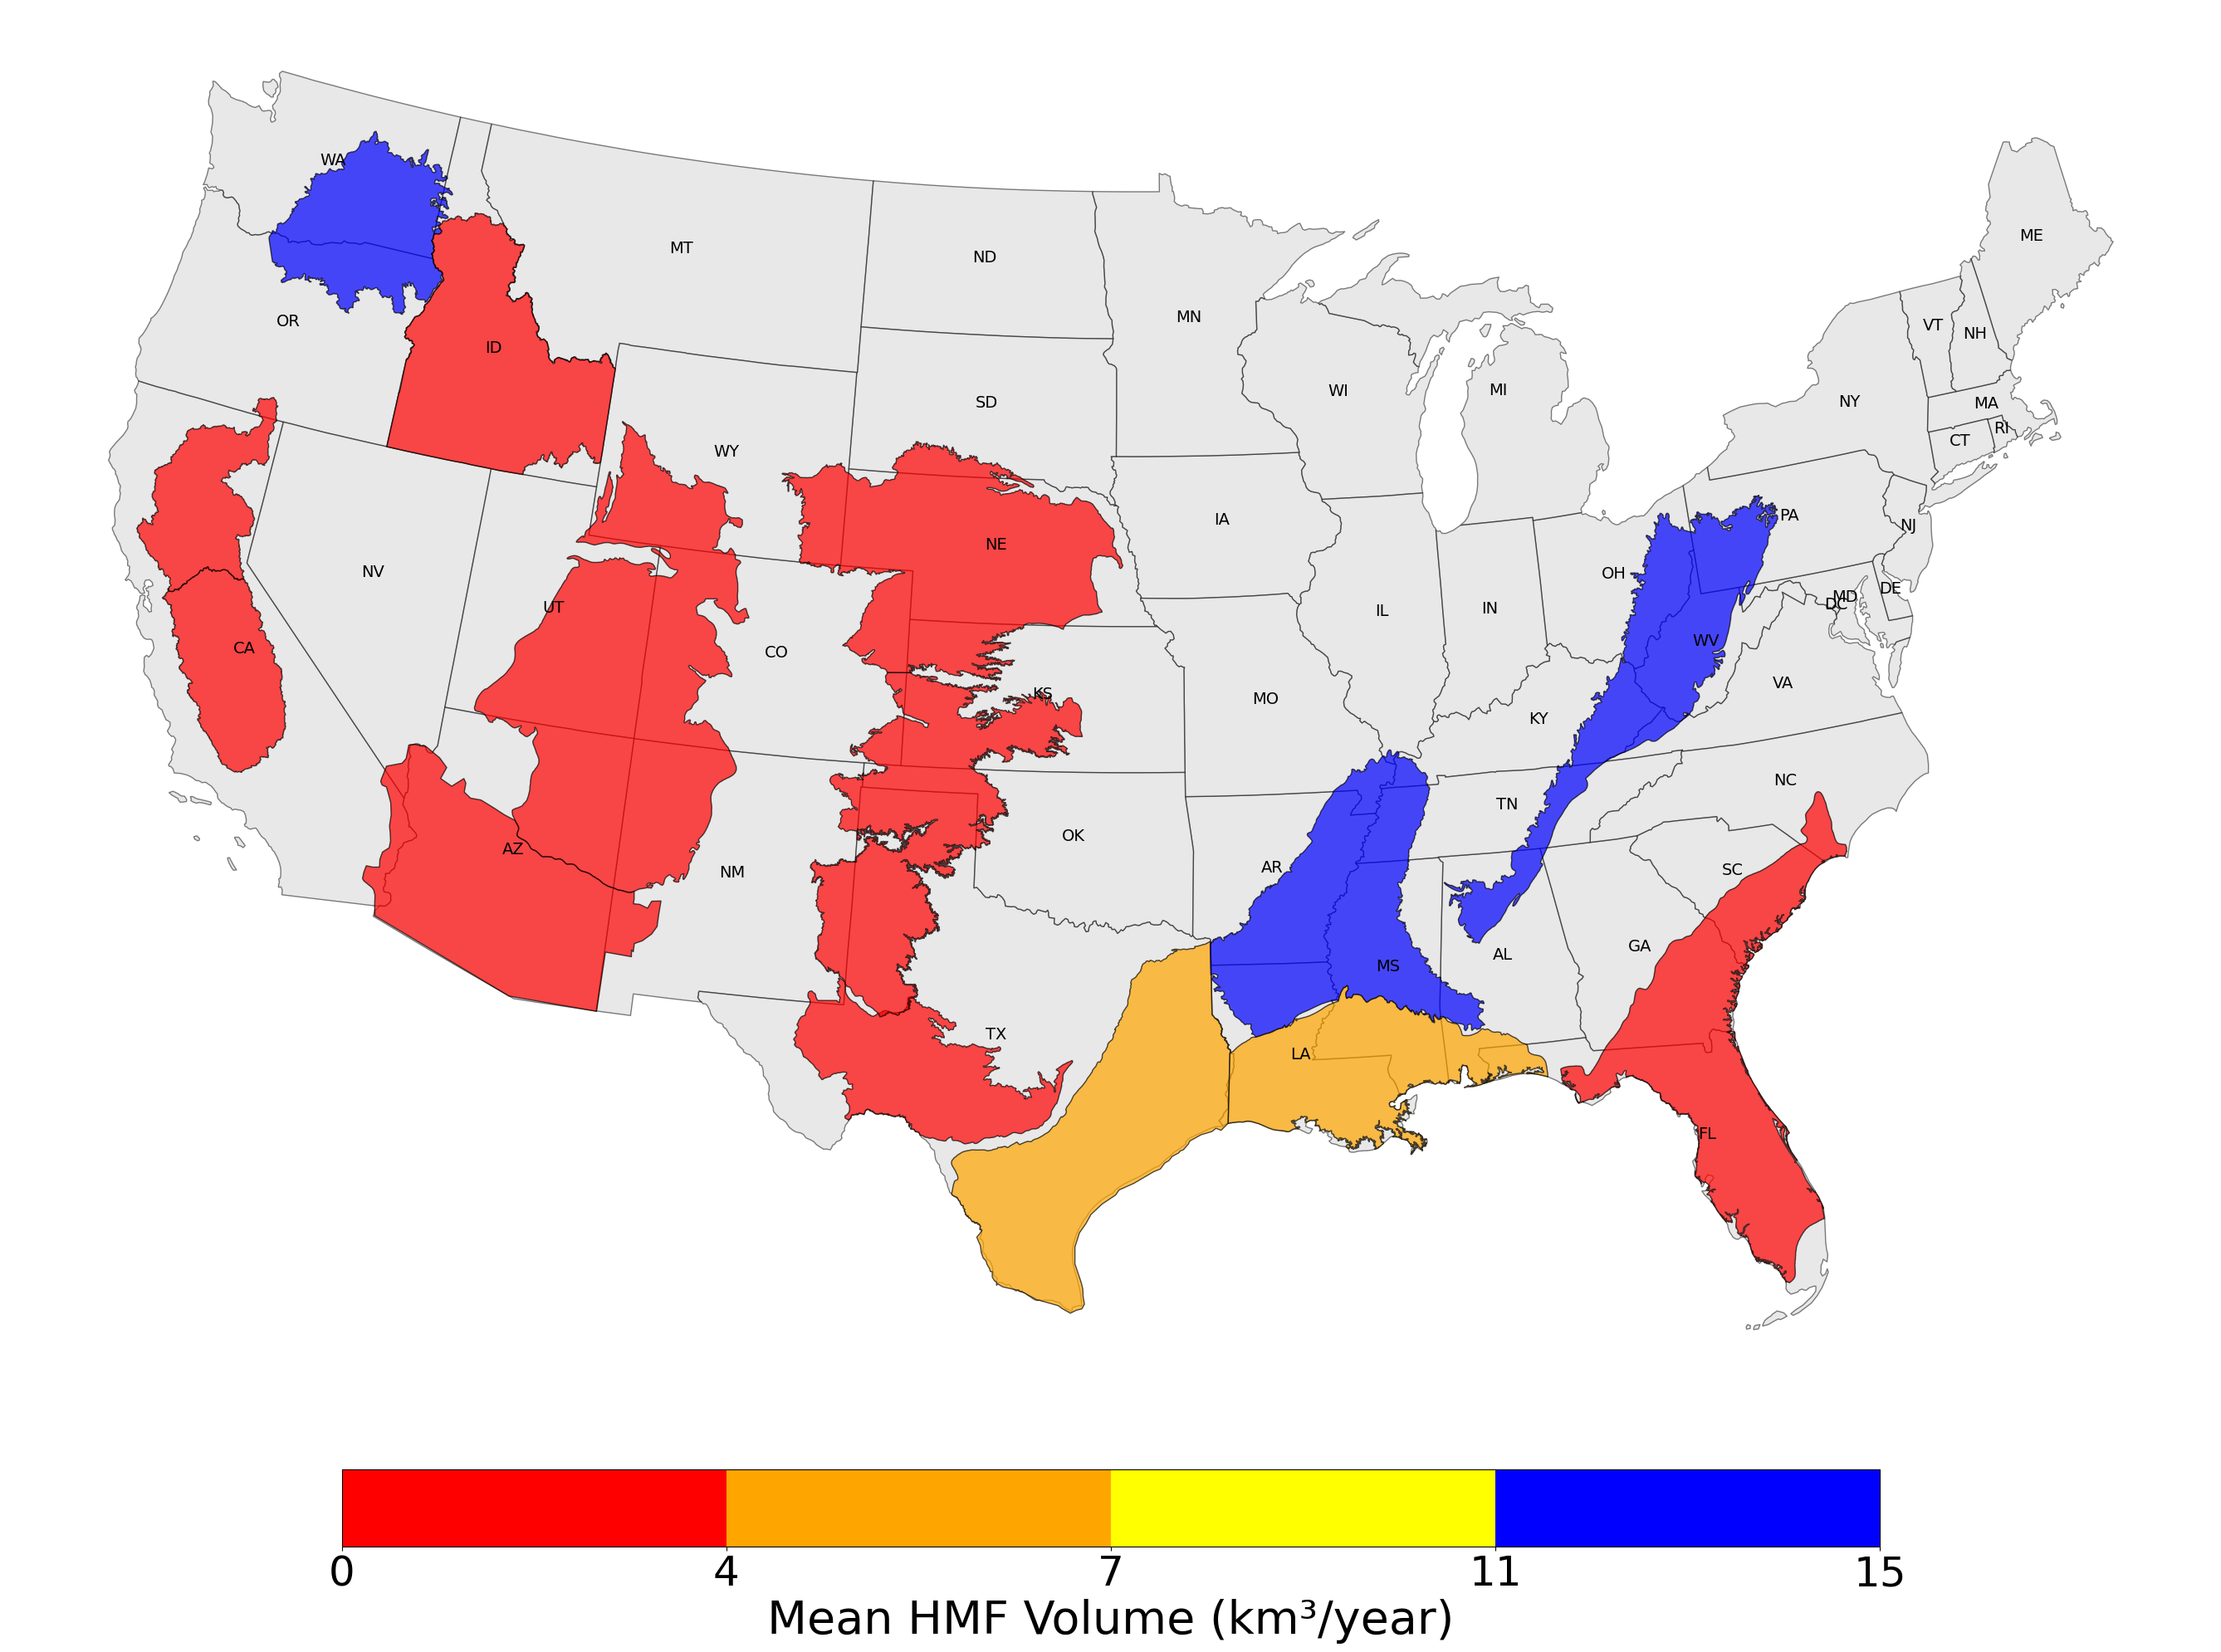 WA
MT
ND
ME
MN
OR
VT
NH
ID
WI
MI
SD
NY
MA
RI
CT
WY
PA
IA
NJ
NE
OH
NV
DE
MD
DC
UT
IN
IL
WV
CA
CO
VA
KS
MO
KY
NC
TN
OK
AZ
AR
SC
NM
GA
AL
MS
TX
LA
FL
0 4 7 11 15
Mean HMF Volume (km³/year)